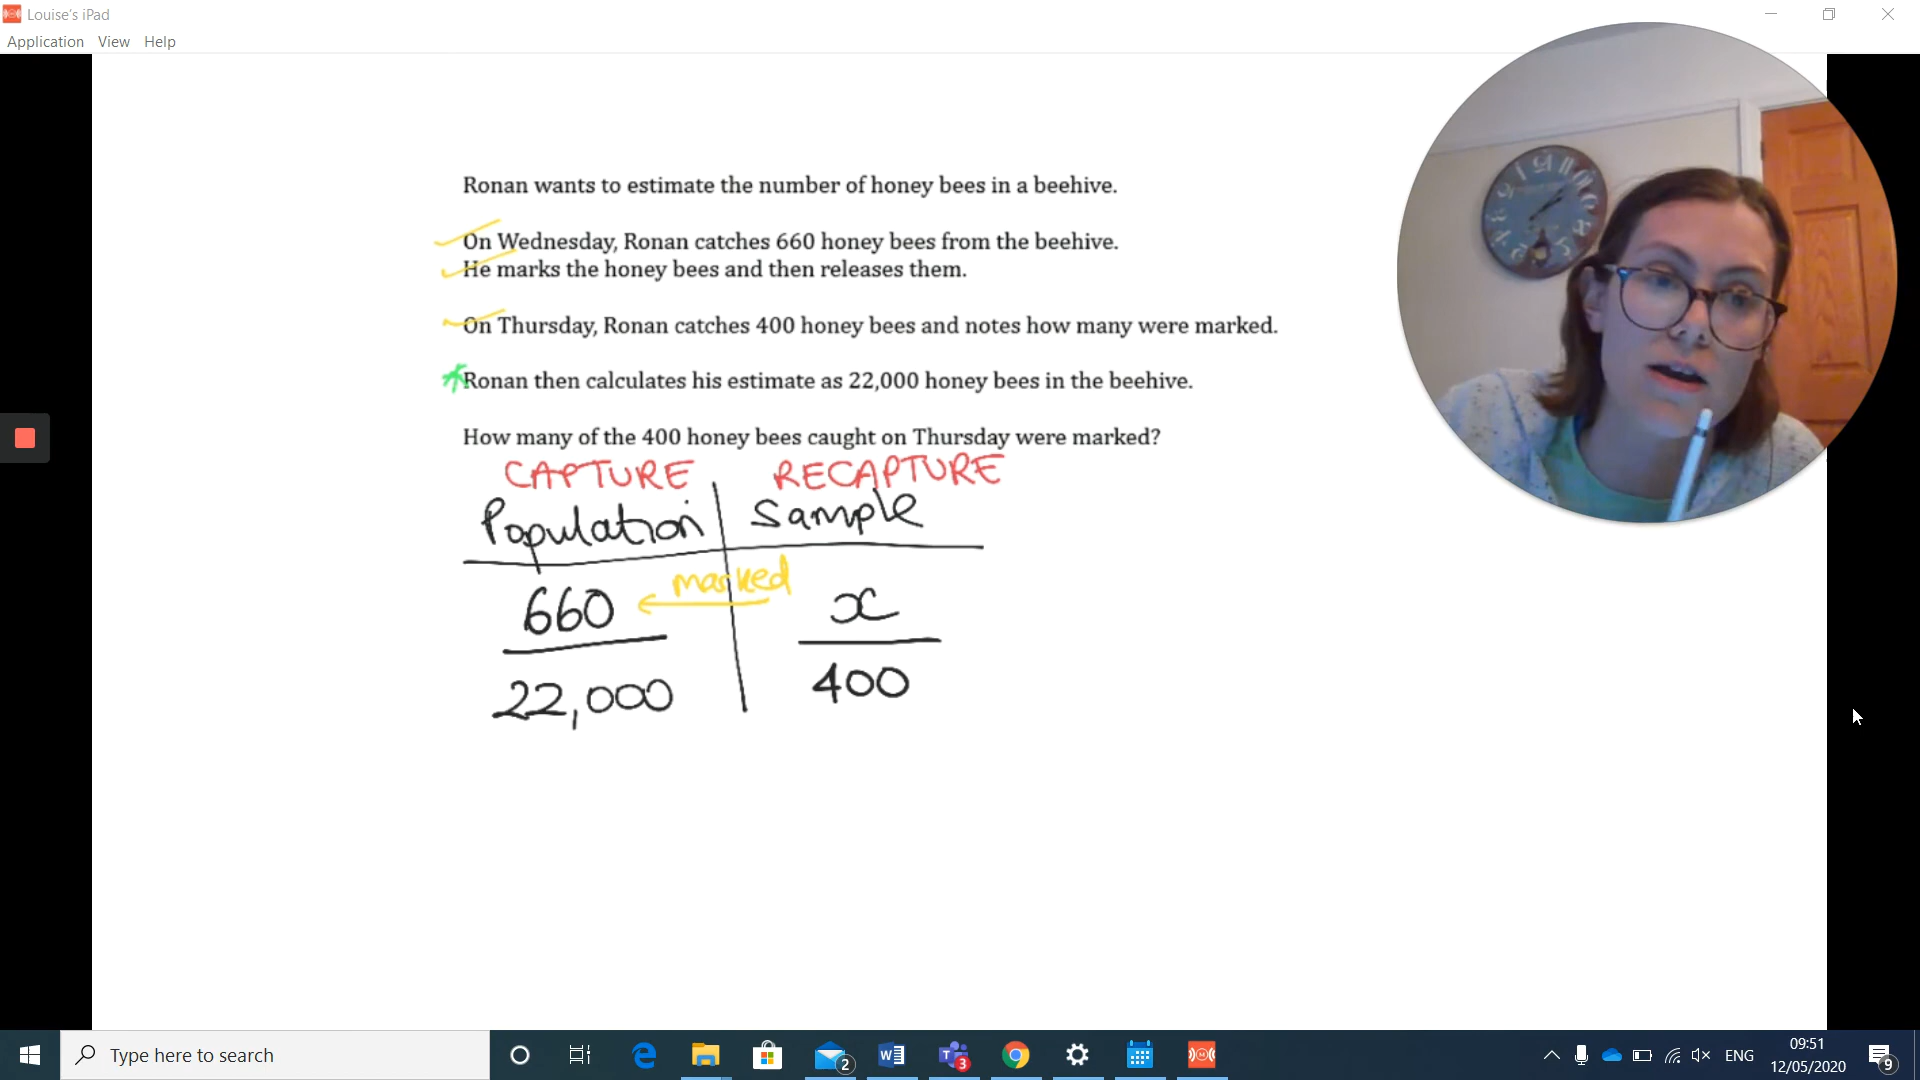 Louise's iPad
Application View Help
Ronan wants to estimate the number of honey bees in a beehive.
On Wednesday, Ronan catches 660 honey bees from the beehive.
He marks the honey bees and then releases them.
On Thursday, Ronan catches 400 honey bees and notes how many were marked.
Ronan then calculates his estimate as 22,000 honey bees in the beehive.
How many of the 400 honey bees caught on Thursday were marked?
CAPTURE RECAPTURE
Population Sample
marked
660 x
22,000 400
Type here to search
2
3
ENG
09:51
12/05/2020
9